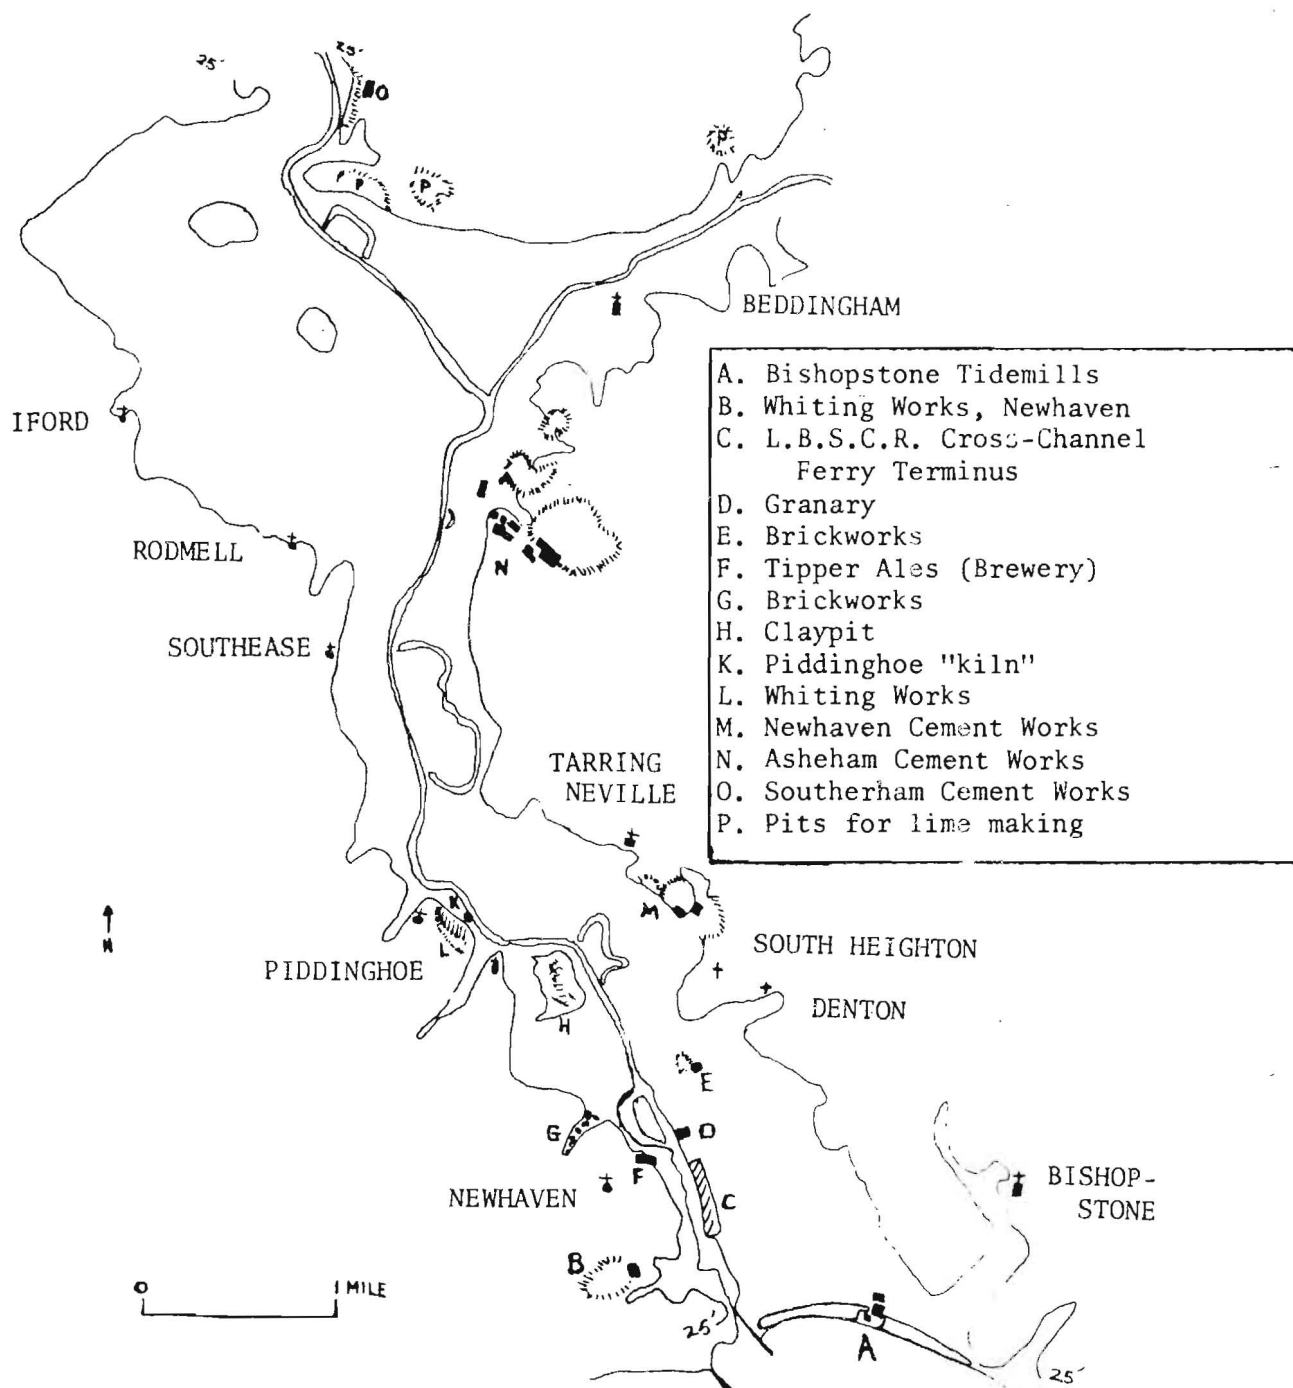 25'
25'
O
P
P
P
BEDDINGHAM
A. Bishopstone Tidemills
B. Whiting Works, Newhaven
C. L.B.S.C.R. Cross-Channel
Ferry Terminus
D. Granary
E. Brickworks
F. Tipper Ales (Brewery)
G. Brickworks
H. Claypit
K. Piddinghoe "kiln"
L. Whiting Works
M. Newhaven Cement Works
N. Asheham Cement Works
O. Southerham Cement Works
P. Pits for lime making
IFORD
RODMELL
N
SOUTHEASE
TARRING
NEVILLE
K
M
N
L
SOUTH HEIGHTON
PIDDINGHOE
DENTON
H
E
G
D
F
NEWHAVEN
C
BISHOP-
STONE
B
0 1 MILE
25'
A
25'